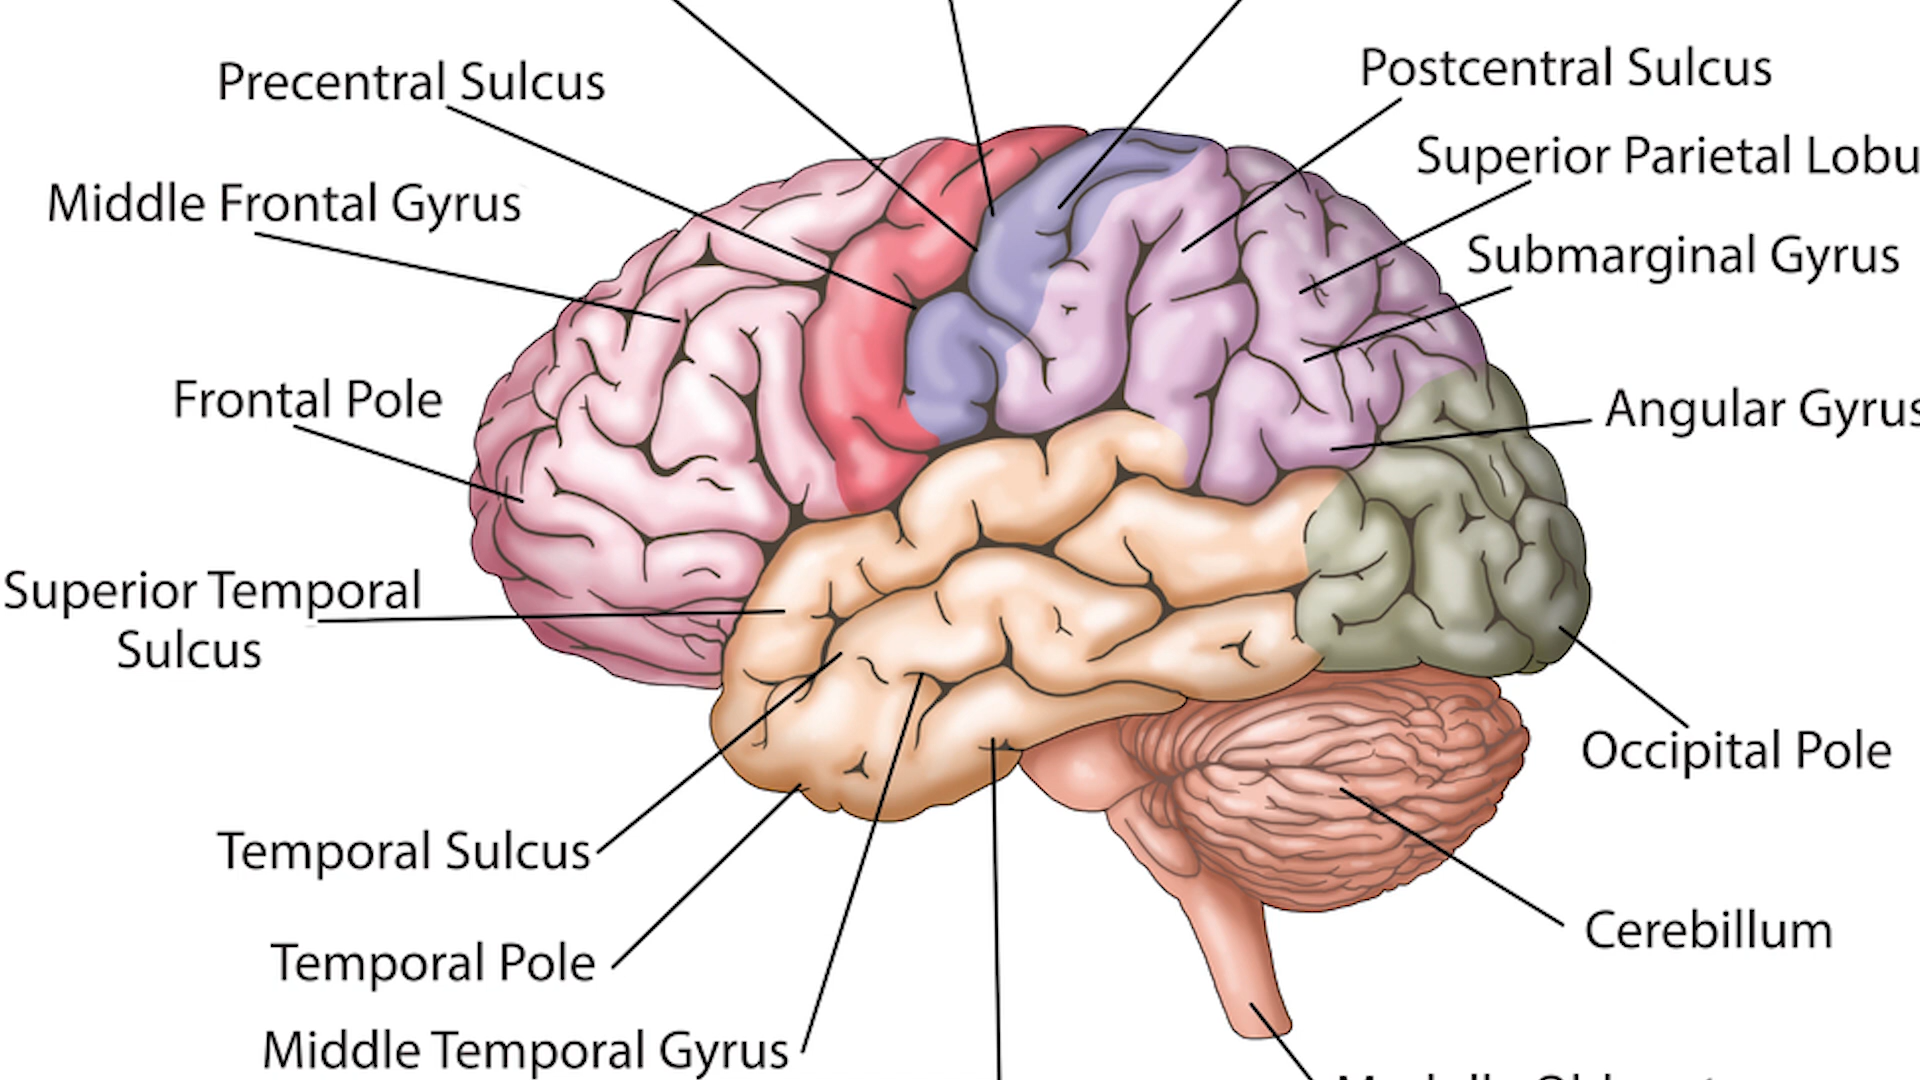 Precentral Sulcus
Postcentral Sulcus
Superior Parietal Lobu
Middle Frontal Gyrus
Submarginal Gyrus
Frontal Pole
Angular Gyrus
Superior Temporal
Sulcus
Occipital Pole
Temporal Sulcus
Cerebillum
Temporal Pole
Middle Temporal Gyrus